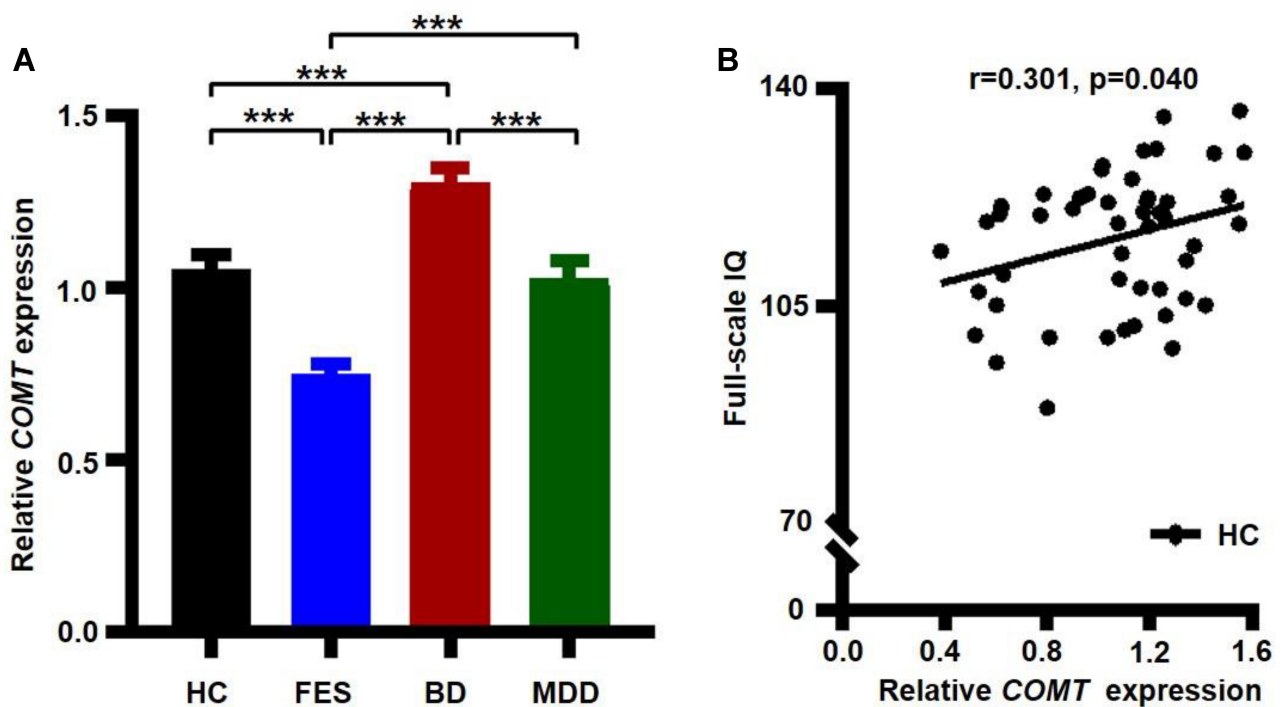 A
***
***
*** *** ***
1.5
1.0
0.5
0.0
Relative COMT expression
HC FES BD MDD
B
r=0.301, p=0.040
140
105
70
0
Full-scale IQ
HC
0.0 0.4 0.8 1.2 1.6
Relative COMT expression